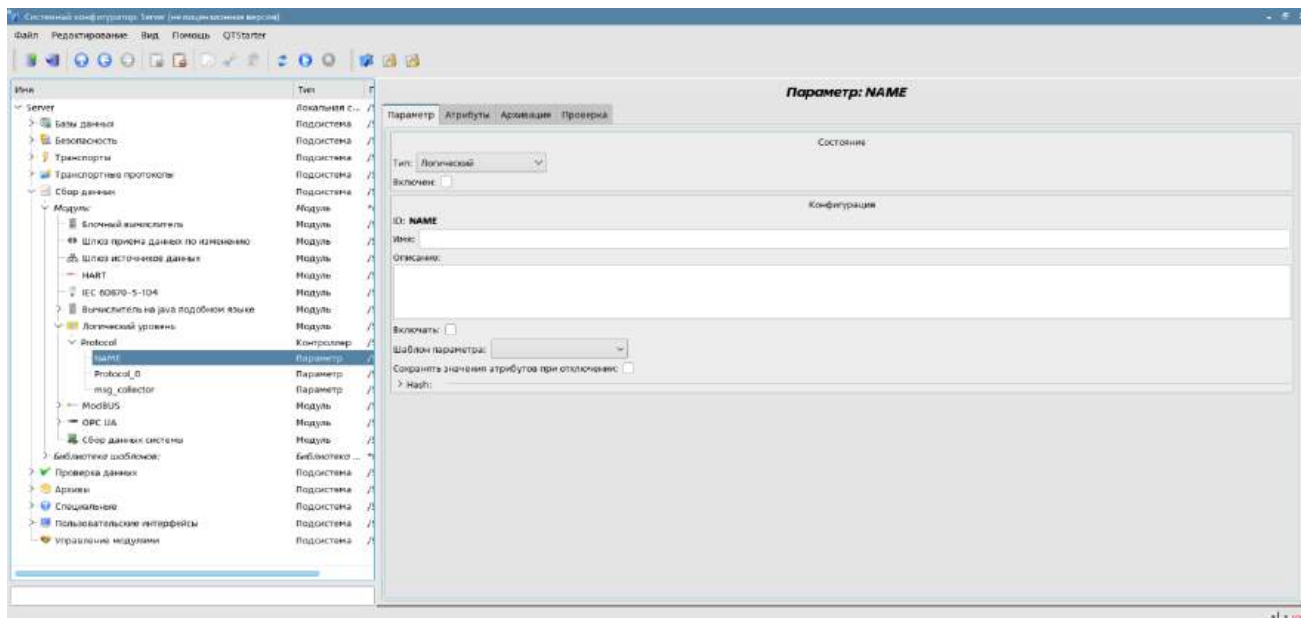 Системный конфигуратор: Server (не лицензионная версия)
Файл Редактирование Вид Помощь QTStarter
Имя Тип П
Server Локальная с... /
Базы данных Подсистема /
Безопасность Подсистема /
Транспорты Подсистема /
Транспортные протоколы Подсистема /
Сбор данных Подсистема /
Модуль: Модуль
Блочный вычислитель Модуль /
Шлюз приема данных по изменению Модуль /
Шлюз источников данных Модуль /
HART Модуль /
IEC 60870-5-104 Модуль /
Вычислитель на java подобном языке Модуль /
Логический уровень Модуль /
Protocol Контроллер /
NAME Параметр /
Protocol_0 Параметр /
msg_collector Параметр /
ModBUS Модуль /
OPC UA Модуль /
Сбор данных системы Модуль /
Библиотека шаблонов: Библиотека ...
Проверка данных Подсистема /
Архивы Подсистема /
Специальные Подсистема /
Пользовательские интерфейсы Подсистема /
Управление модулями Подсистема /
Параметр: NAME
Параметр Атрибуты Архивация Проверка
Состояние
Тип: Логический
Включен:
Конфигурация
ID: NAME
Имя:
Описание:
Включать:
Шаблон параметра:
Сохранять значения атрибутов при отключении:
Hash: